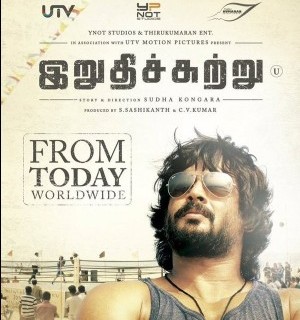 UTV
YNOT
STUDIOS
YNOT STUDIOS & THIRUKUMARAN ENT.
IN ASSOCIATION WITH UTV MOTION PICTURES PRESENT
இறுதிச்சுற்று U
STORY & DIRECTION SUDHA KONGARA
PRODUCED BY S.SASHIKANTH & C.V.KUMAR
FROM
TODAY
WORLDWIDE